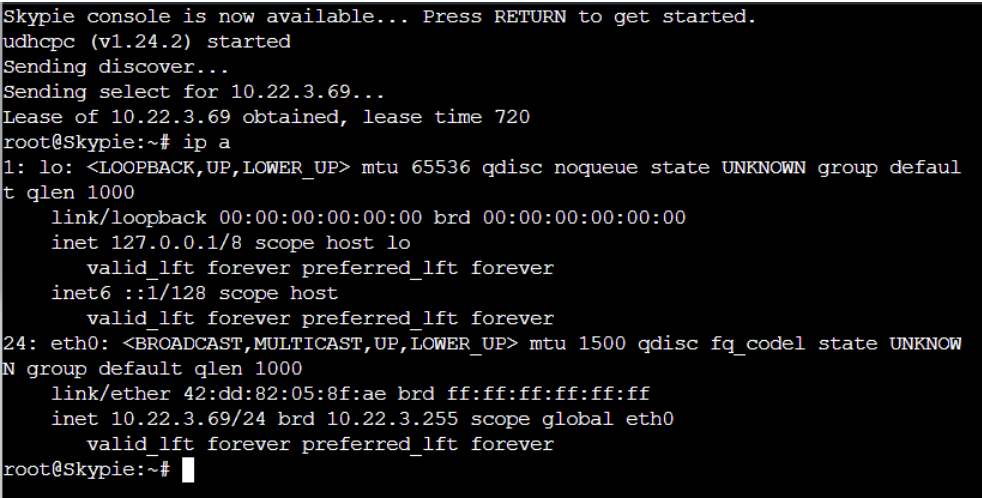 Skypie console is now available... Press RETURN to get started.
udhcpc (v1.24.2) started
Sending discover...
Sending select for 10.22.3.69...
Lease of 10.22.3.69 obtained, lease time 720
root@Skypie:~# ip a
1: lo: <LOOPBACK,UP,LOWER_UP> mtu 65536 qdisc noqueue state UNKNOWN group defaul
t qlen 1000
    link/loopback 00:00:00:00:00:00 brd 00:00:00:00:00:00
    inet 127.0.0.1/8 scope host lo
       valid_lft forever preferred_lft forever
    inet6 ::1/128 scope host
       valid_lft forever preferred_lft forever
24: eth0: <BROADCAST,MULTICAST,UP,LOWER_UP> mtu 1500 qdisc fq_codel state UNKNOW
N group default qlen 1000
    link/ether 42:dd:82:05:8f:ae brd ff:ff:ff:ff:ff:ff
    inet 10.22.3.69/24 brd 10.22.3.255 scope global eth0
       valid_lft forever preferred_lft forever
root@Skypie:~#